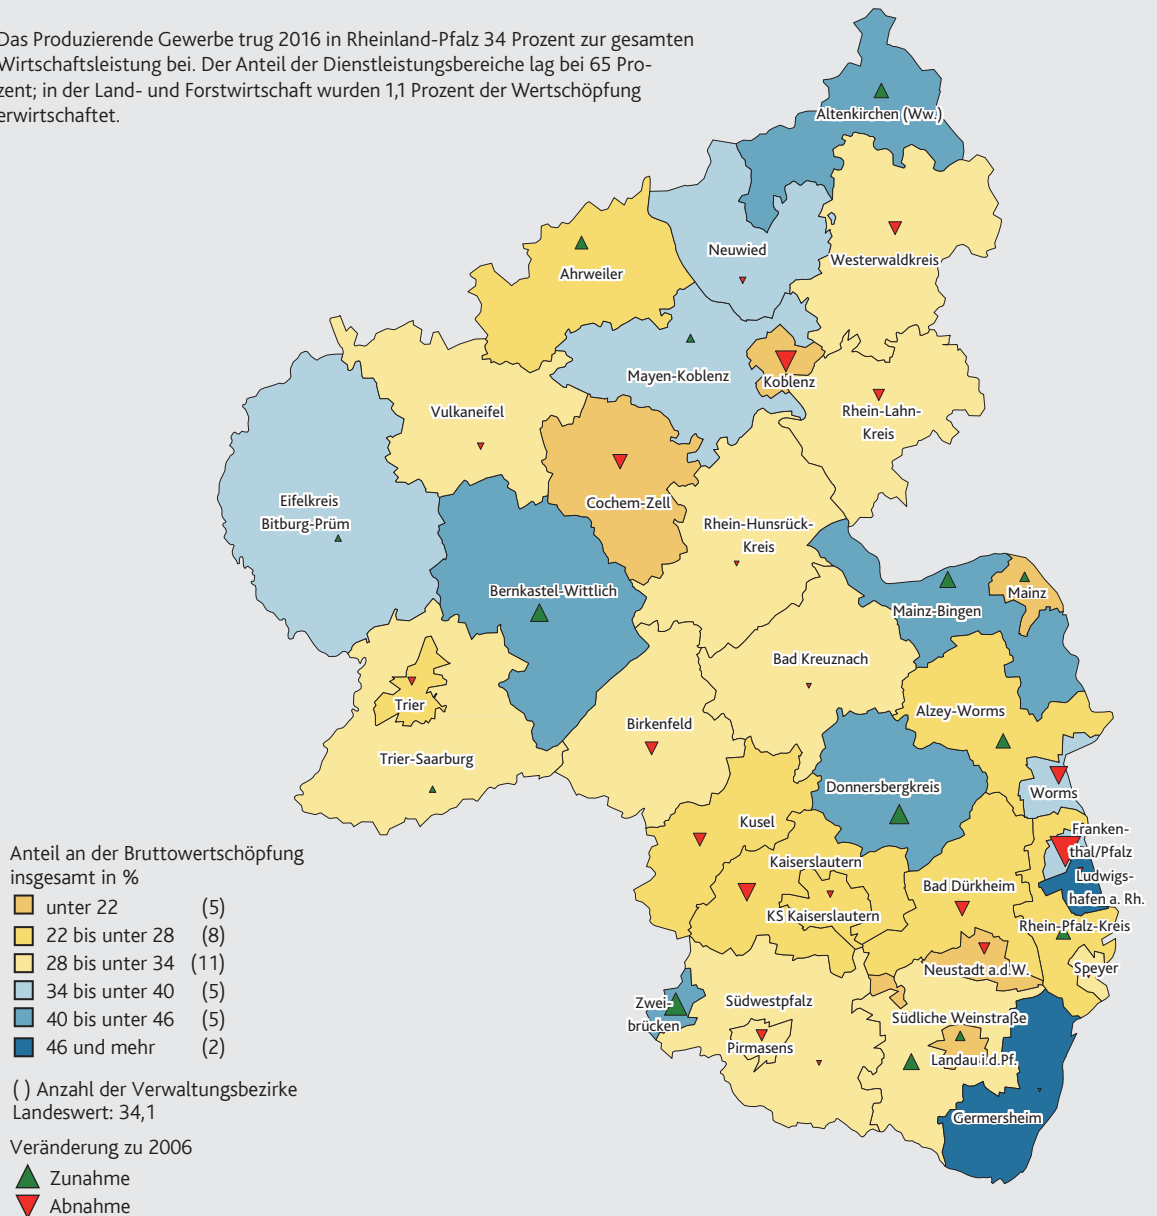 Das Produzierende Gewerbe trug 2016 in Rheinland-Pfalz 34 Prozent zur gesamten
Wirtschaftsleistung bei. Der Anteil der Dienstleistungsbereiche lag bei 65 Pro-
zent; in der Land- und Forstwirtschaft wurden 1,1 Prozent der Wertschöpfung
erwirtschaftet.
Altenkirchen (Ww.)
Neuwied
Westerwaldkreis
Ahrweiler
Mayen-Koblenz
Koblenz
Vulkaneifel
Rhein-Lahn-
Kreis
Eifelkreis
Bitburg-Prüm
Cochem-Zell
Rhein-Hunsrück-
Kreis
Bernkastel-Wittlich
Mainz-Bingen
Mainz
Bad Kreuznach
Trier
Birkenfeld
Alzey-Worms
Trier-Saarburg
Donnersbergkreis
Worms
Kusel
Franken-
thal/Pfalz
Kaiserslautern
Ludwigs-
hafen a. Rh.
Bad Dürkheim
KS Kaiserslautern
Rhein-Pfalz-Kreis
Neustadt a.d.W.
Speyer
Zwei-
brücken
Südwestpfalz
Südliche Weinstraße
Pirmasens
Landau i.d.Pf.
Germersheim
Anteil an der Bruttowertschöpfung
insgesamt in %
unter 22 (5)
22 bis unter 28 (8)
28 bis unter 34 (11)
34 bis unter 40 (5)
40 bis unter 46 (5)
46 und mehr (2)
( ) Anzahl der Verwaltungsbezirke
Landeswert: 34,1
Veränderung zu 2006
Zunahme
Abnahme